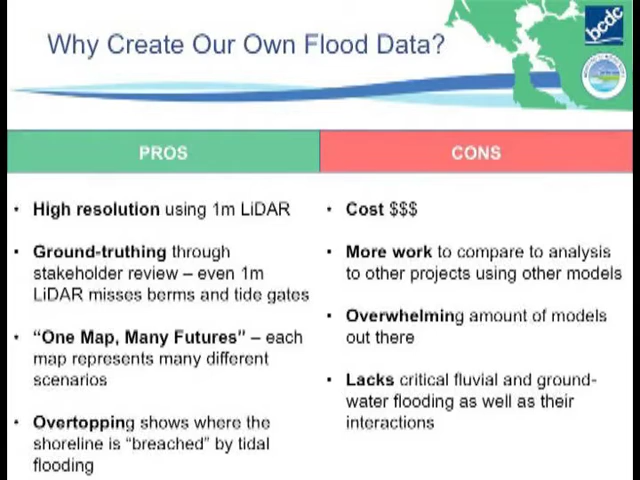 Why Create Our Own Flood Data?
bcdc
PROS
CONS
• High resolution using 1m LiDAR
• Ground-truthing through
stakeholder review – even 1m
LiDAR misses berms and tide gates
• “One Map, Many Futures” – each
map represents many different
scenarios
• Overtopping shows where the
shoreline is “breached” by tidal
flooding
• Cost $$$
• More work to compare to analysis
to other projects using other models
• Overwhelming amount of models
out there
• Lacks critical fluvial and ground-
water flooding as well as their
interactions